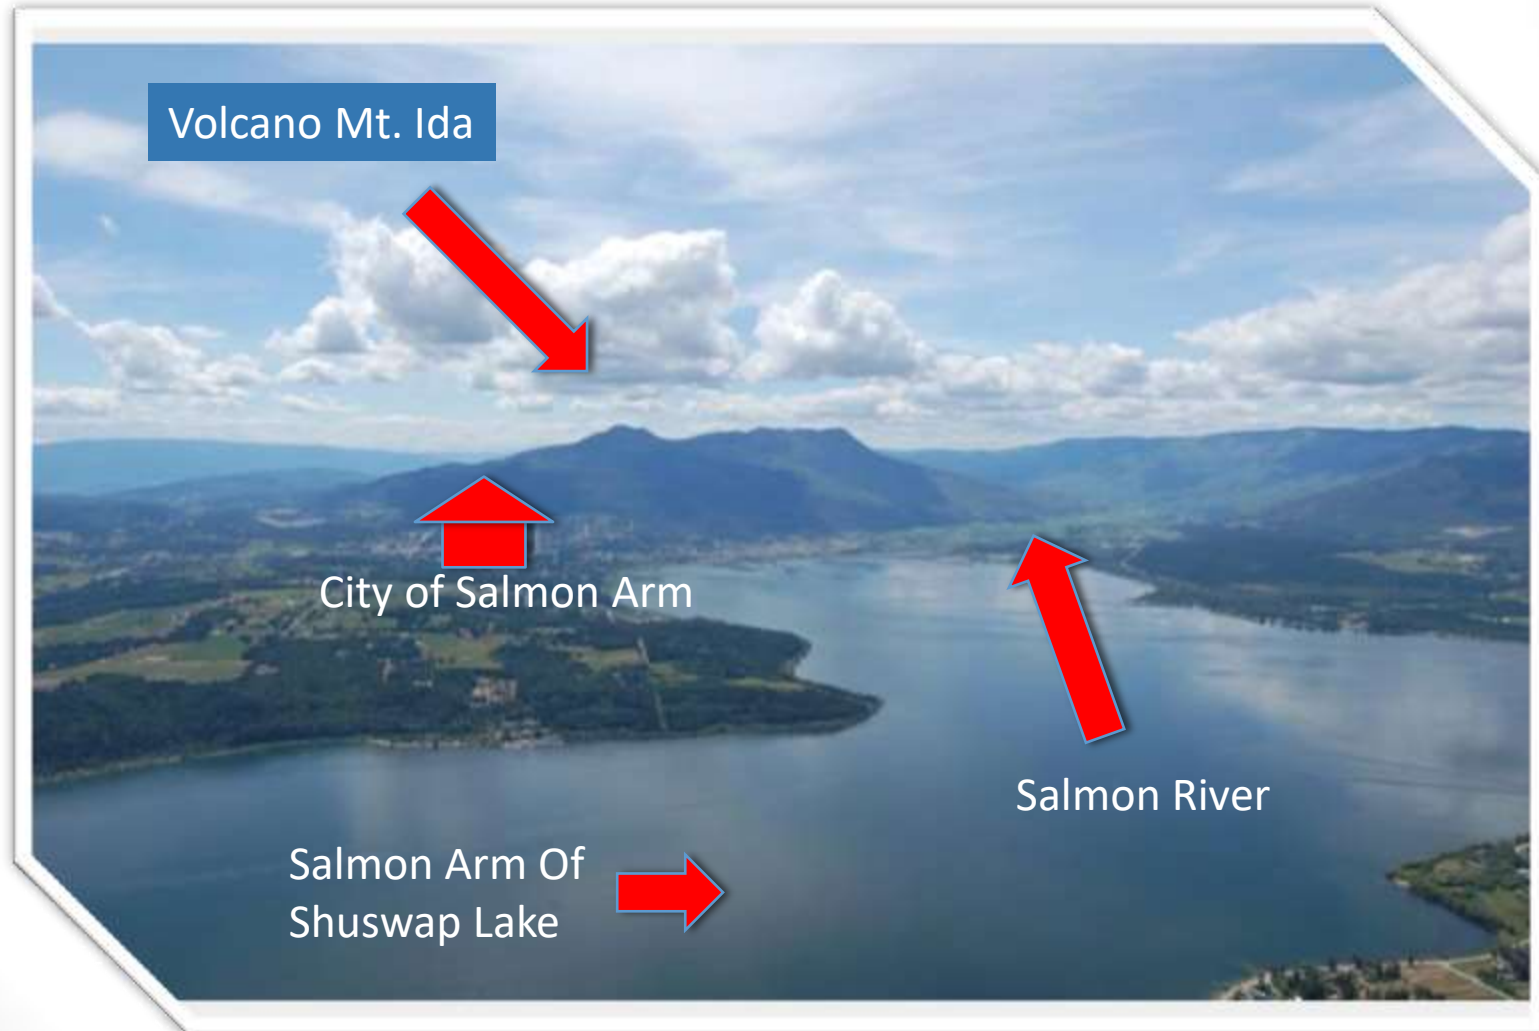 Volcano Mt. Ida
City of Salmon Arm
Salmon River
Salmon Arm Of
Shuswap Lake